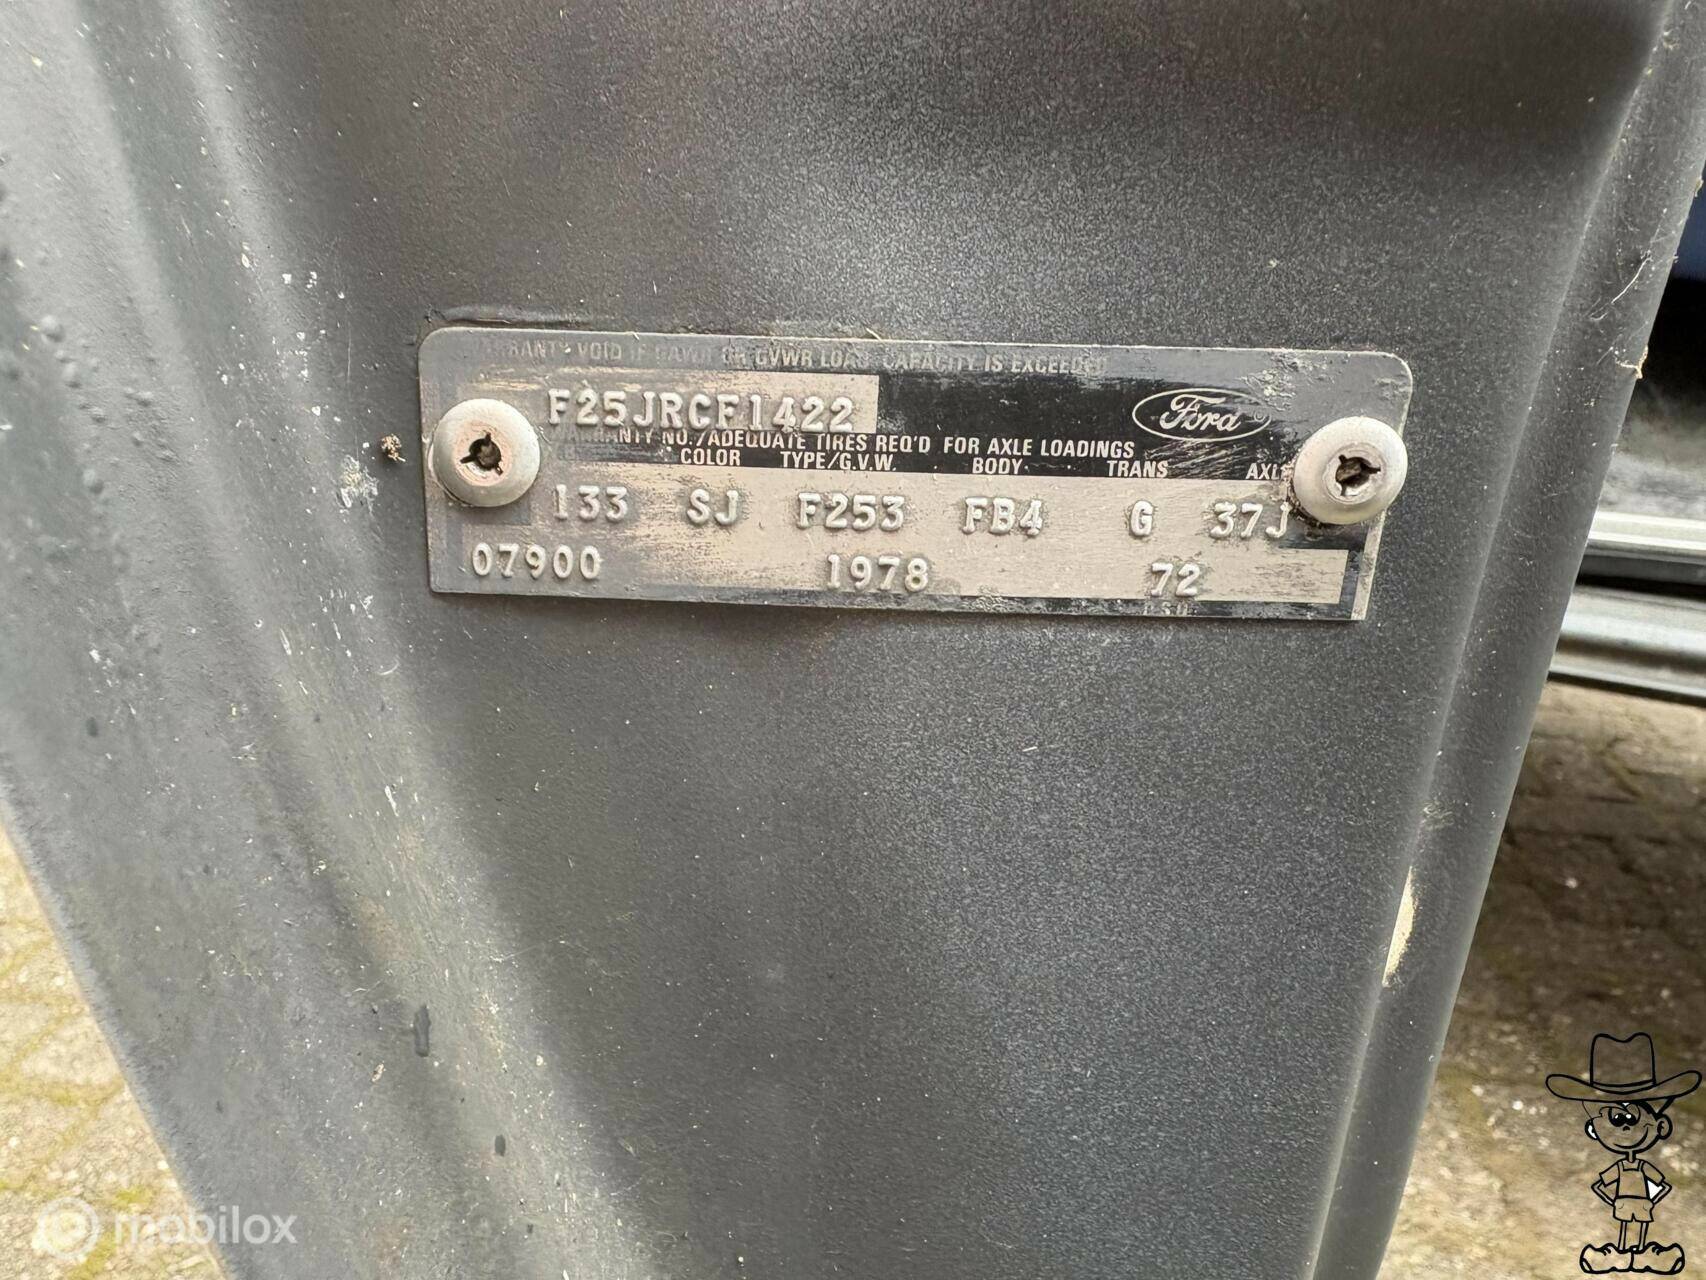 WARRANTY VOID IF GAWR OR GVWR LOAD CAPACITY IS EXCEEDED
F25JRCF1422
Ford
WARRANTY NO./ADEQUATE TIRES REQ'D FOR AXLE LOADINGS
COLOR TYPE/G.V.W. BODY TRANS AXLE
133 SJ F253 FB4 G 37J
07900 1978 72
mobilox